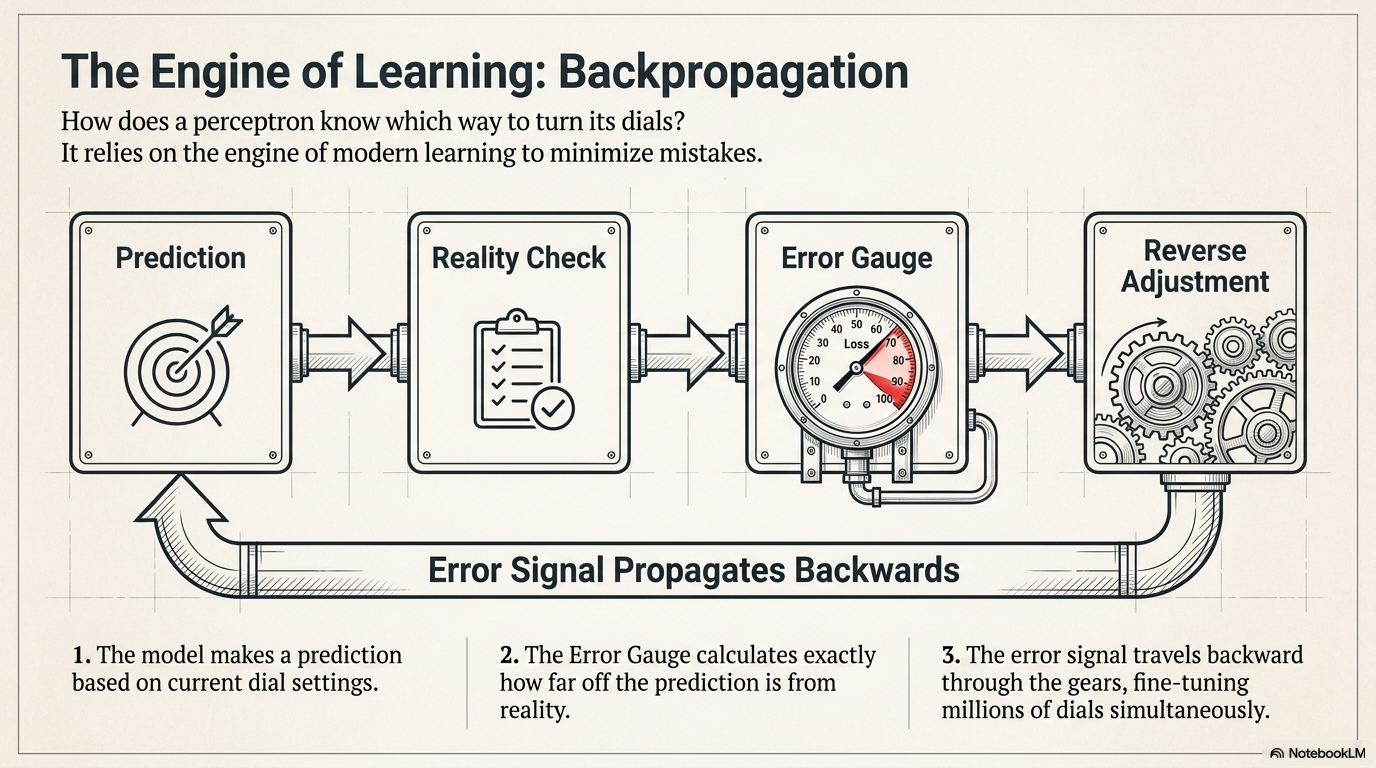 The Engine of Learning: Backpropagation
How does a perceptron know which way to turn its dials?
It relies on the engine of modern learning to minimize mistakes.
Prediction
Reality Check
Error Gauge
0 10 20 30 40 50 60 70 80 90 100
Loss
Reverse
Adjustment
Error Signal Propagates Backwards
1. The model makes a prediction
based on current dial settings.
2. The Error Gauge calculates exactly
how far off the prediction is from
reality.
3. The error signal travels backward
through the gears, fine-tuning
millions of dials simultaneously.
NotebookLM